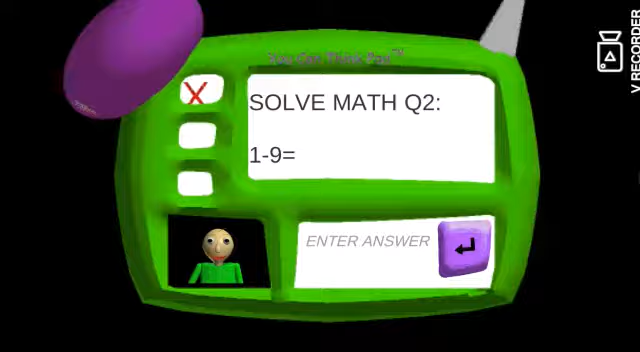 You Can Think Pad™
SOLVE MATH Q2:
1-9=
ENTER ANSWER
V RECORDER